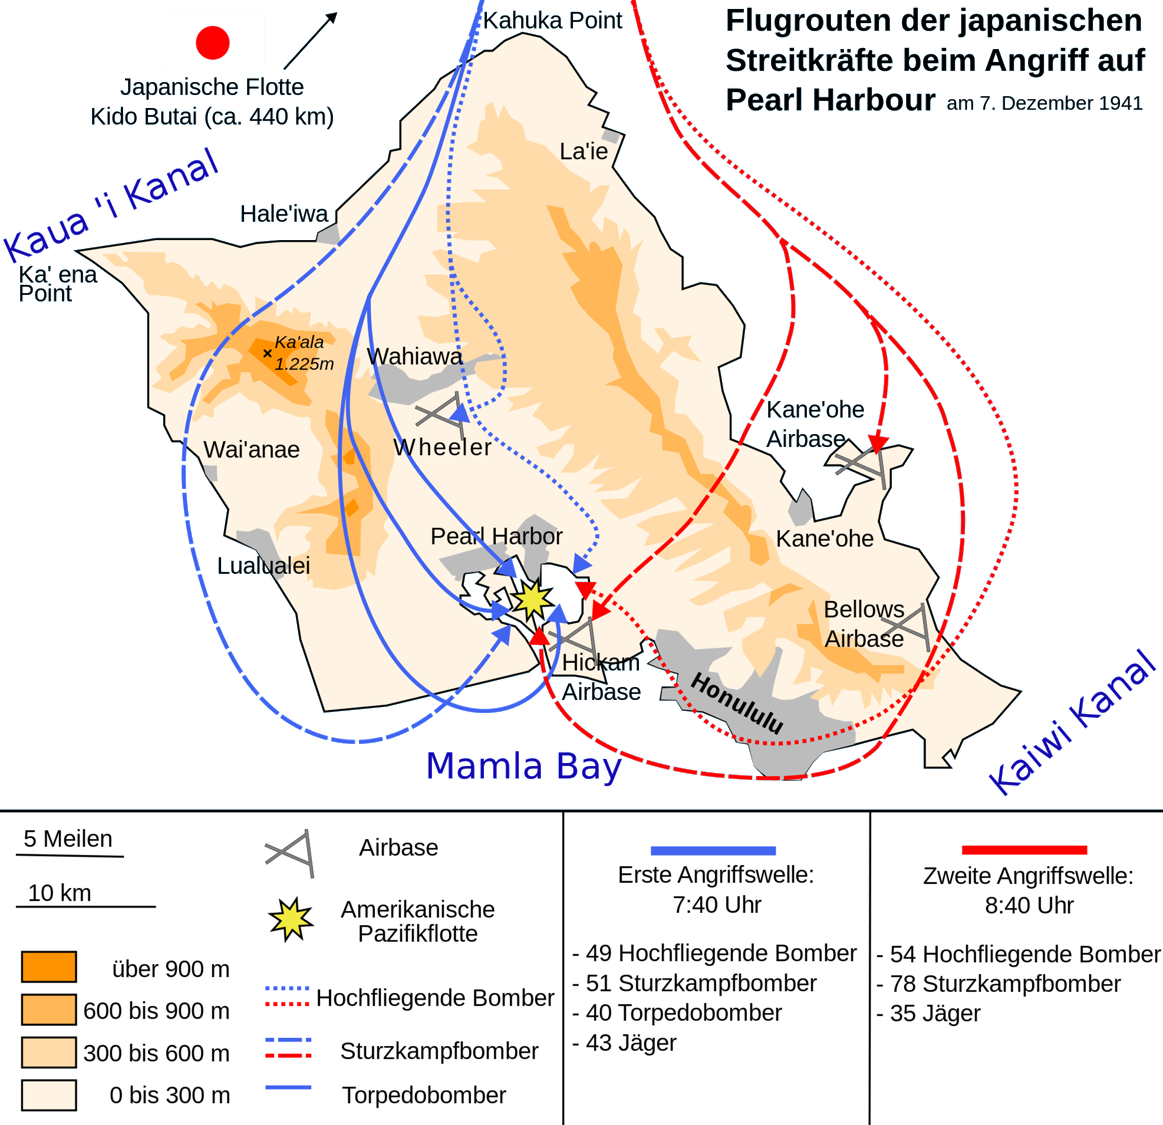 Kahuka Point
Flugrouten der japanischen
Streitkräfte beim Angriff auf
Pearl Harbour am 7. Dezember 1941
Japanische Flotte
Kido Butai (ca. 440 km)
Kaua 'i Kanal
La'ie
Hale'iwa
Ka' ena
Point
Ka'ala
1.225m
Wahiawa
Kane'ohe
Airbase
Wheeler
Wai'anae
Pearl Harbor
Kane'ohe
Lualualei
Bellows
Airbase
Hickam
Airbase
Honululu
Kaiwi Kanal
Mamla Bay
5 Meilen
10 km
über 900 m
600 bis 900 m
300 bis 600 m
0 bis 300 m
Airbase
Amerikanische
Pazifikflotte
Hochfliegende Bomber
Sturzkampfbomber
Torpedobomber
Erste Angriffswelle:
7:40 Uhr
- 49 Hochfliegende Bomber
- 51 Sturzkampfbomber
- 40 Torpedobomber
- 43 Jäger
Zweite Angriffswelle:
8:40 Uhr
- 54 Hochfliegende Bomber
- 78 Sturzkampfbomber
- 35 Jäger